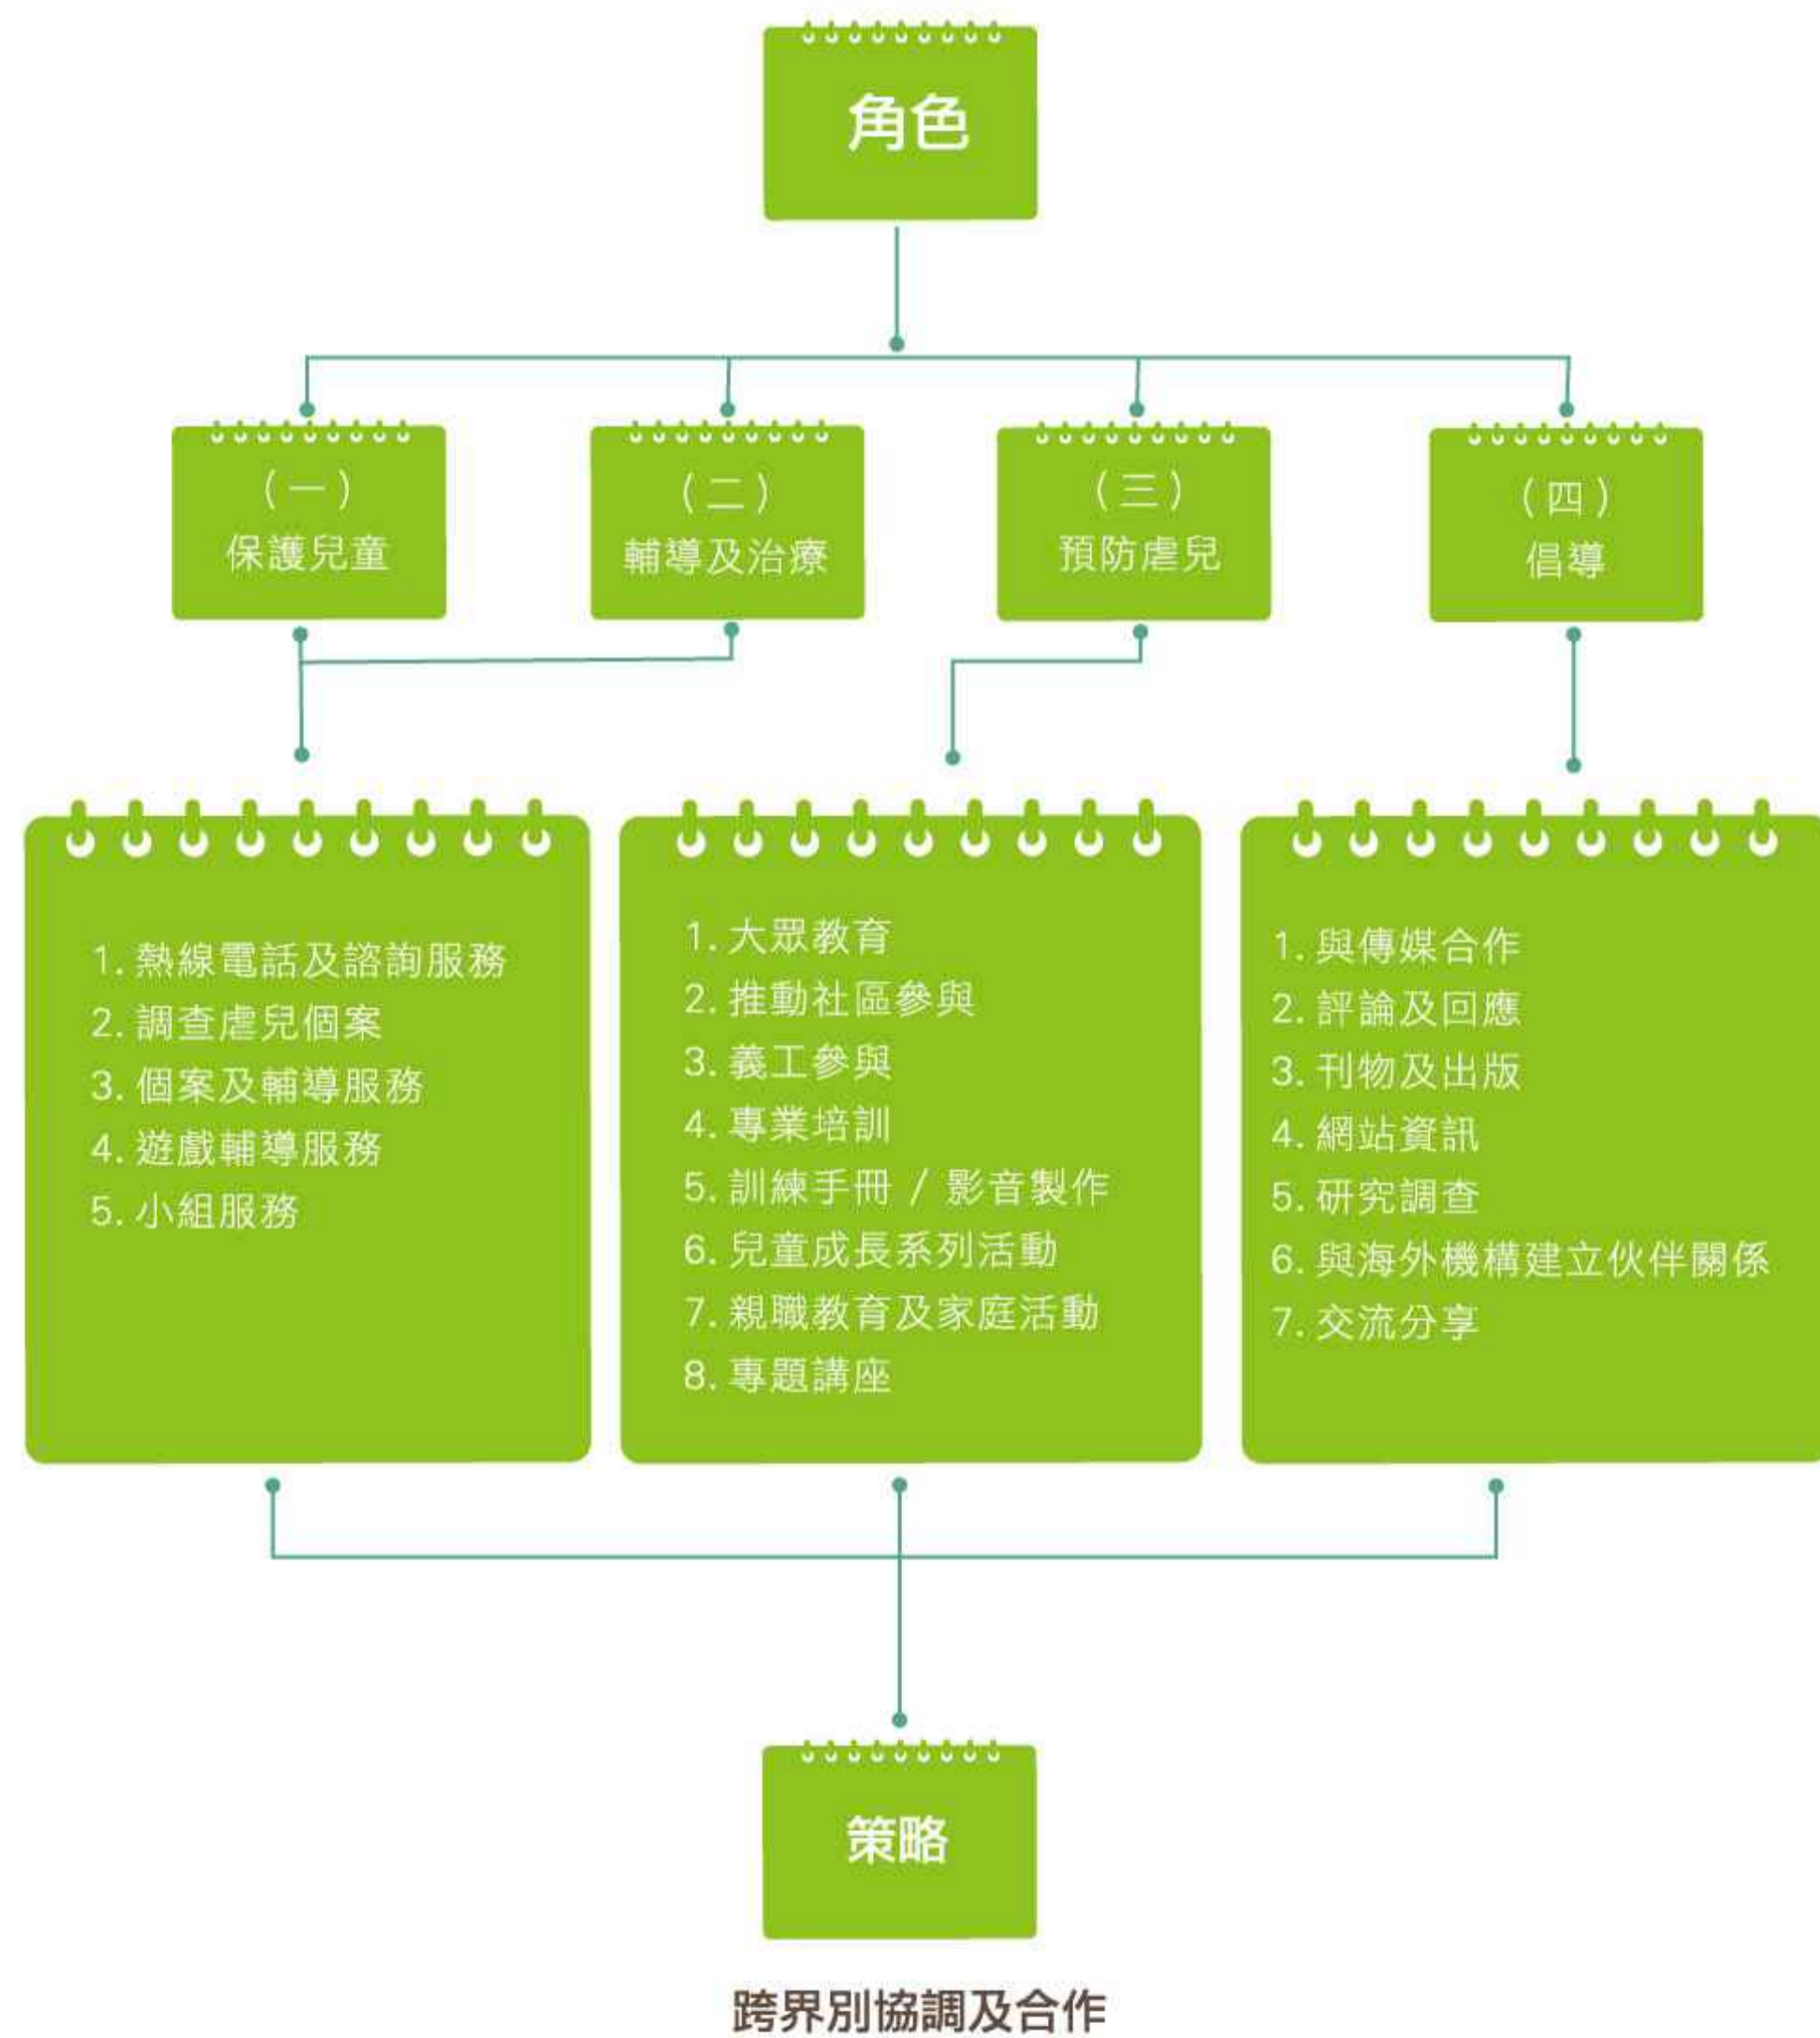 角色
（一）
保護兒童
（二）
輔導及治療
（三）
預防虐兒
（四）
倡導
1. 熱線電話及諮詢服務
2. 調查虐兒個案
3. 個案及輔導服務
4. 遊戲輔導服務
5. 小組服務
1. 大眾教育
2. 推動社區參與
3. 義工參與
4. 專業培訓
5. 訓練手冊 / 影音製作
6. 兒童成長系列活動
7. 親職教育及家庭活動
8. 專題講座
1. 與傳媒合作
2. 評論及回應
3. 刊物及出版
4. 網站資訊
5. 研究調查
6. 與海外機構建立伙伴關係
7. 交流分享
策略
跨界別協調及合作